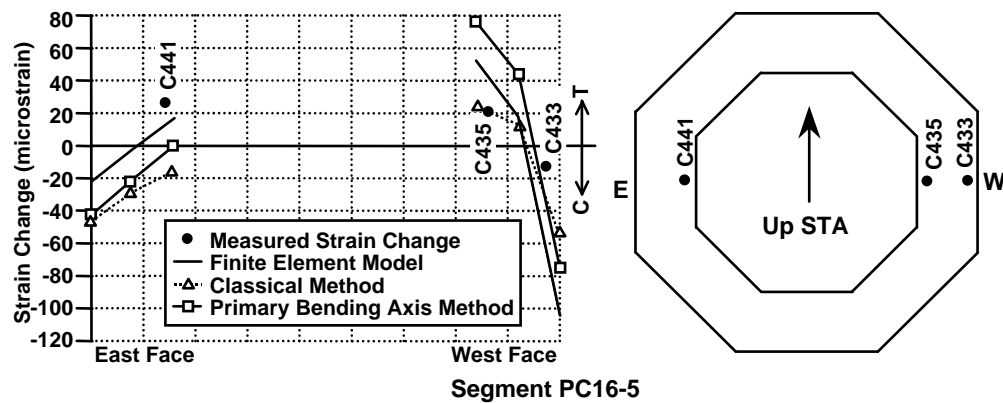 Strain Change (microstrain)
80
60
40
20
0
-20
-40
-60
-80
-100
-120
C441
C435
C433
T
C
Measured Strain Change
Finite Element Model
Classical Method
Primary Bending Axis Method
East Face
West Face
E
C441
Up STA
C435
C433
W
Segment PC16-5